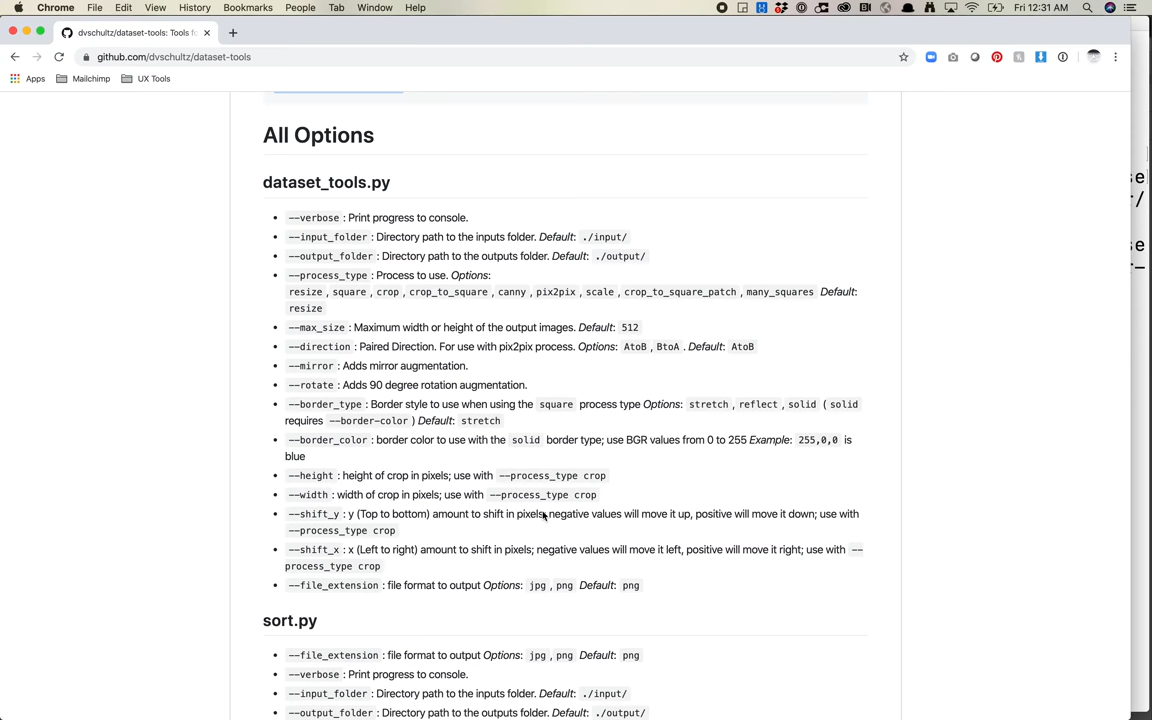 Chrome File Edit View History Bookmarks People Tab Window Help Fri 12:31 AM
dvschultz/dataset-tools: Tools fo
github.com/dvschultz/dataset-tools
Apps Mailchimp UX Tools
All Options
dataset_tools.py
--verbose : Print progress to console.
--input_folder : Directory path to the inputs folder. Default: ./input/
--output_folder : Directory path to the outputs folder. Default: ./output/
--process_type : Process to use. Options:
resize , square , crop , crop_to_square , canny , pix2pix , scale , crop_to_square_patch , many_squares Default:
resize
--max_size : Maximum width or height of the output images. Default: 512
--direction : Paired Direction. For use with pix2pix process. Options: AtoB , BtoA . Default: AtoB
--mirror : Adds mirror augmentation.
--rotate : Adds 90 degree rotation augmentation.
--border_type : Border style to use when using the square process type Options: stretch , reflect , solid ( solid
requires --border-color ) Default: stretch
--border_color : border color to use with the solid border type; use BGR values from 0 to 255 Example: 255,0,0 is
blue
--height : height of crop in pixels; use with --process_type crop
--width : width of crop in pixels; use with --process_type crop
--shift_y : y (Top to bottom) amount to shift in pixels; negative values will move it up, positive will move it down; use with
--process_type crop
--shift_x : x (Left to right) amount to shift in pixels; negative values will move it left, positive will move it right; use with --
process_type crop
--file_extension : file format to output Options: jpg , png Default: png
sort.py
--file_extension : file format to output Options: jpg , png Default: png
--verbose : Print progress to console.
--input_folder : Directory path to the inputs folder. Default: ./input/
--output_folder : Directory path to the outputs folder. Default: ./output/